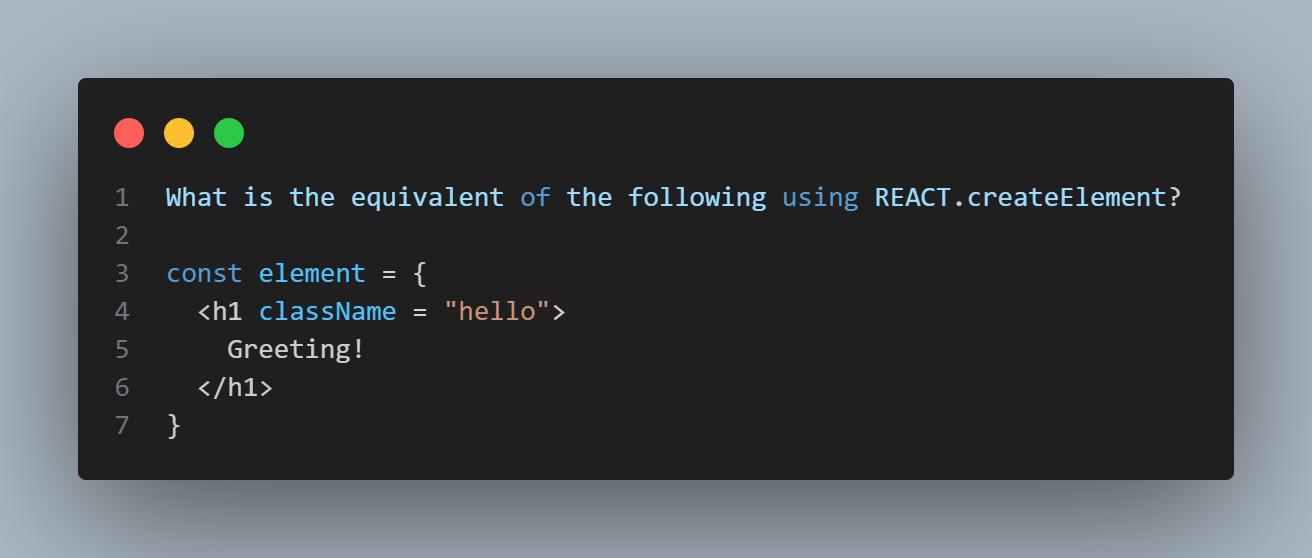 1 What is the equivalent of the following using REACT.createElement?
2
3 const element = {
4 <h1 className = "hello">
5 Greeting!
6 </h1>
7 }